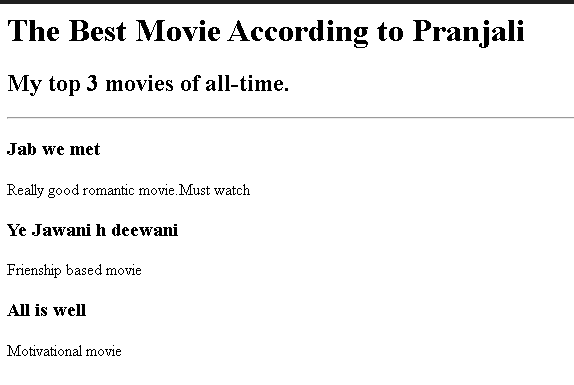 The Best Movie According to Pranjali
My top 3 movies of all-time.
Jab we met
Really good romantic movie.Must watch
Ye Jawani h deewani
Frienship based movie
All is well
Motivational movie